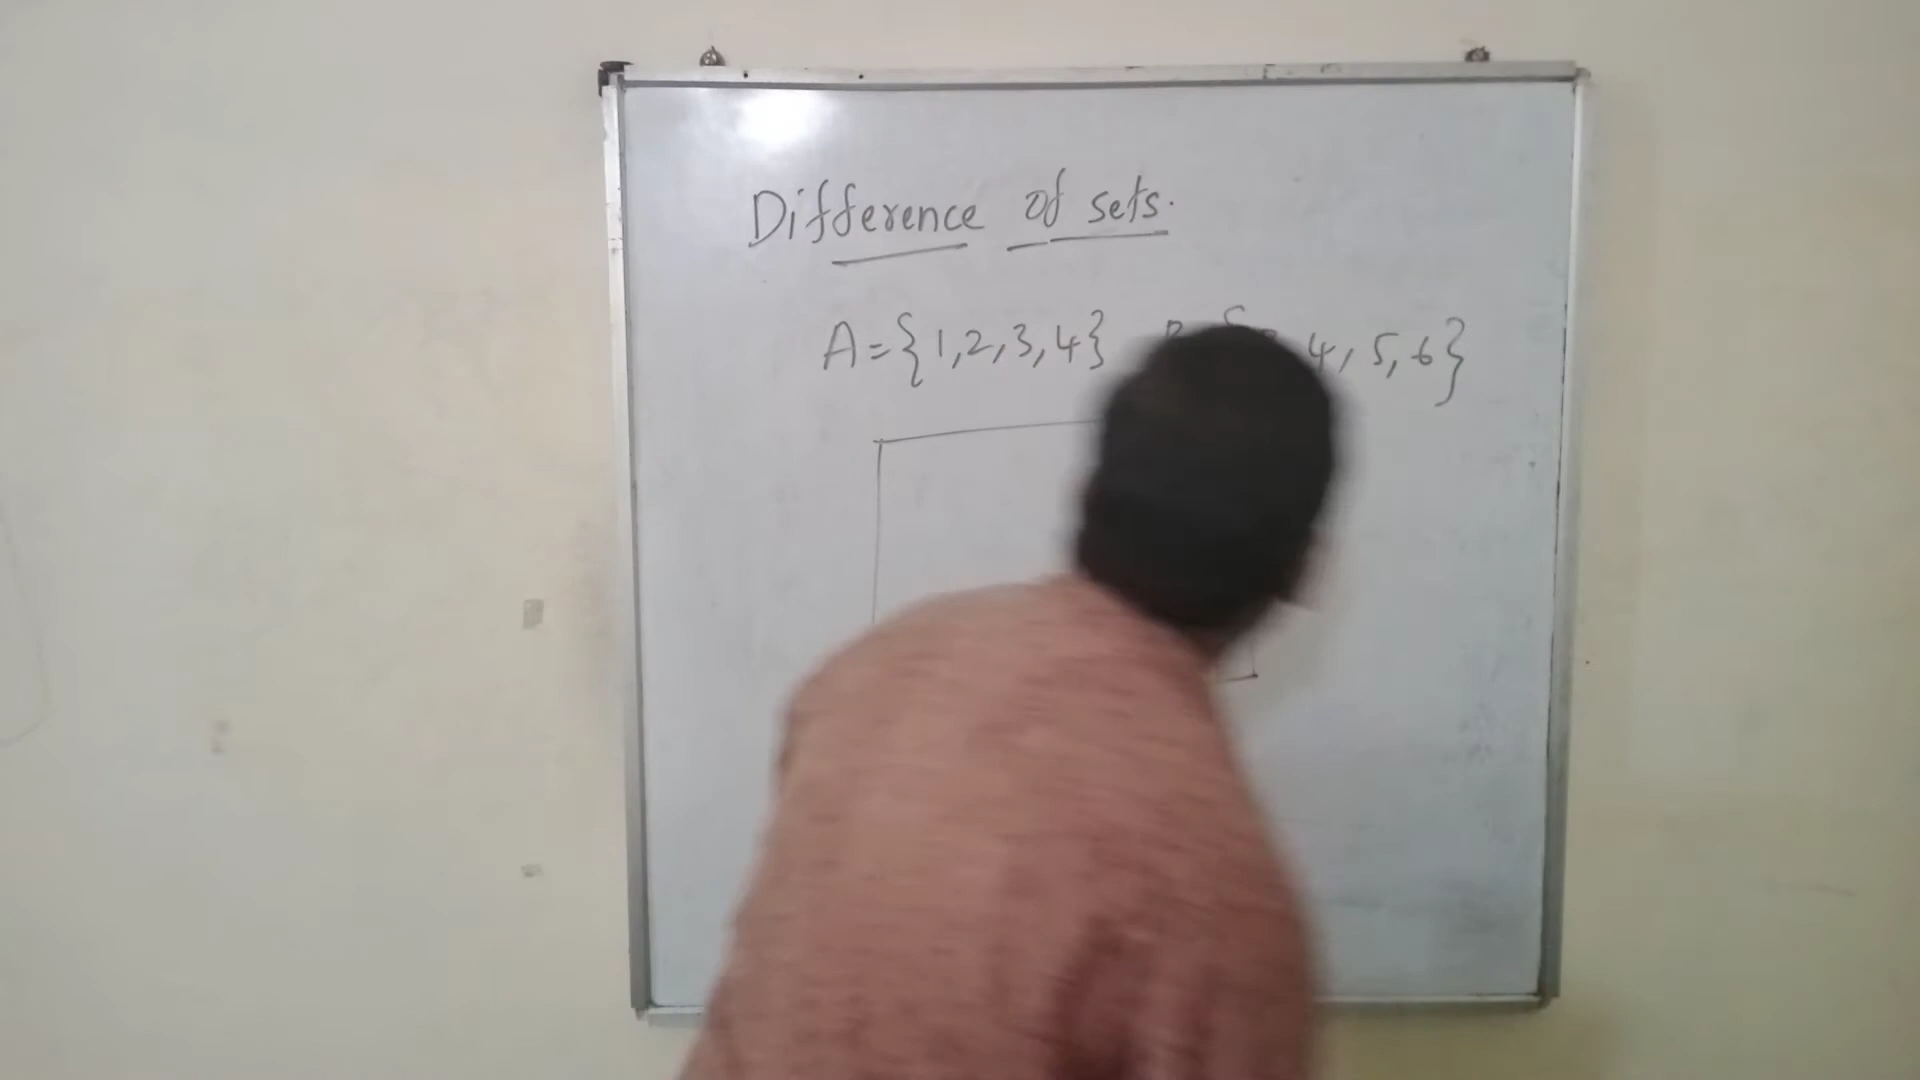 Difference of sets.
A={1,2,3,4} 4, 5, 6}